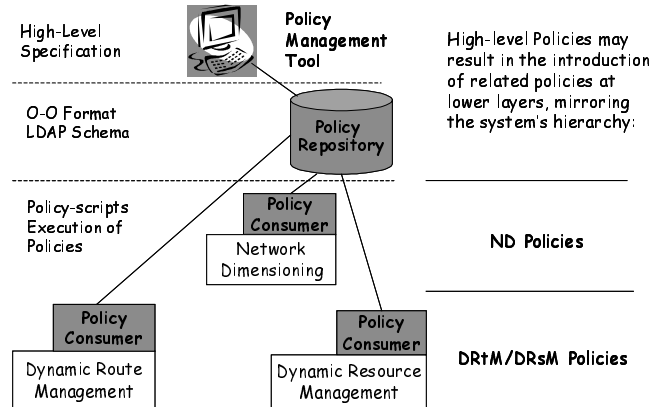 High-Level
Specification
Policy
Management
Tool
High-level Policies may
result in the introduction
of related policies at
lower layers, mirroring
the system's hierarchy:
O-O Format
LDAP Schema
Policy
Repository
Policy-scripts
Execution of
Policies
Policy
Consumer
Network
Dimensioning
ND Policies
Policy
Consumer
Dynamic Route
Management
Policy
Consumer
Dynamic Resource
Management
DRtM/DRsM Policies